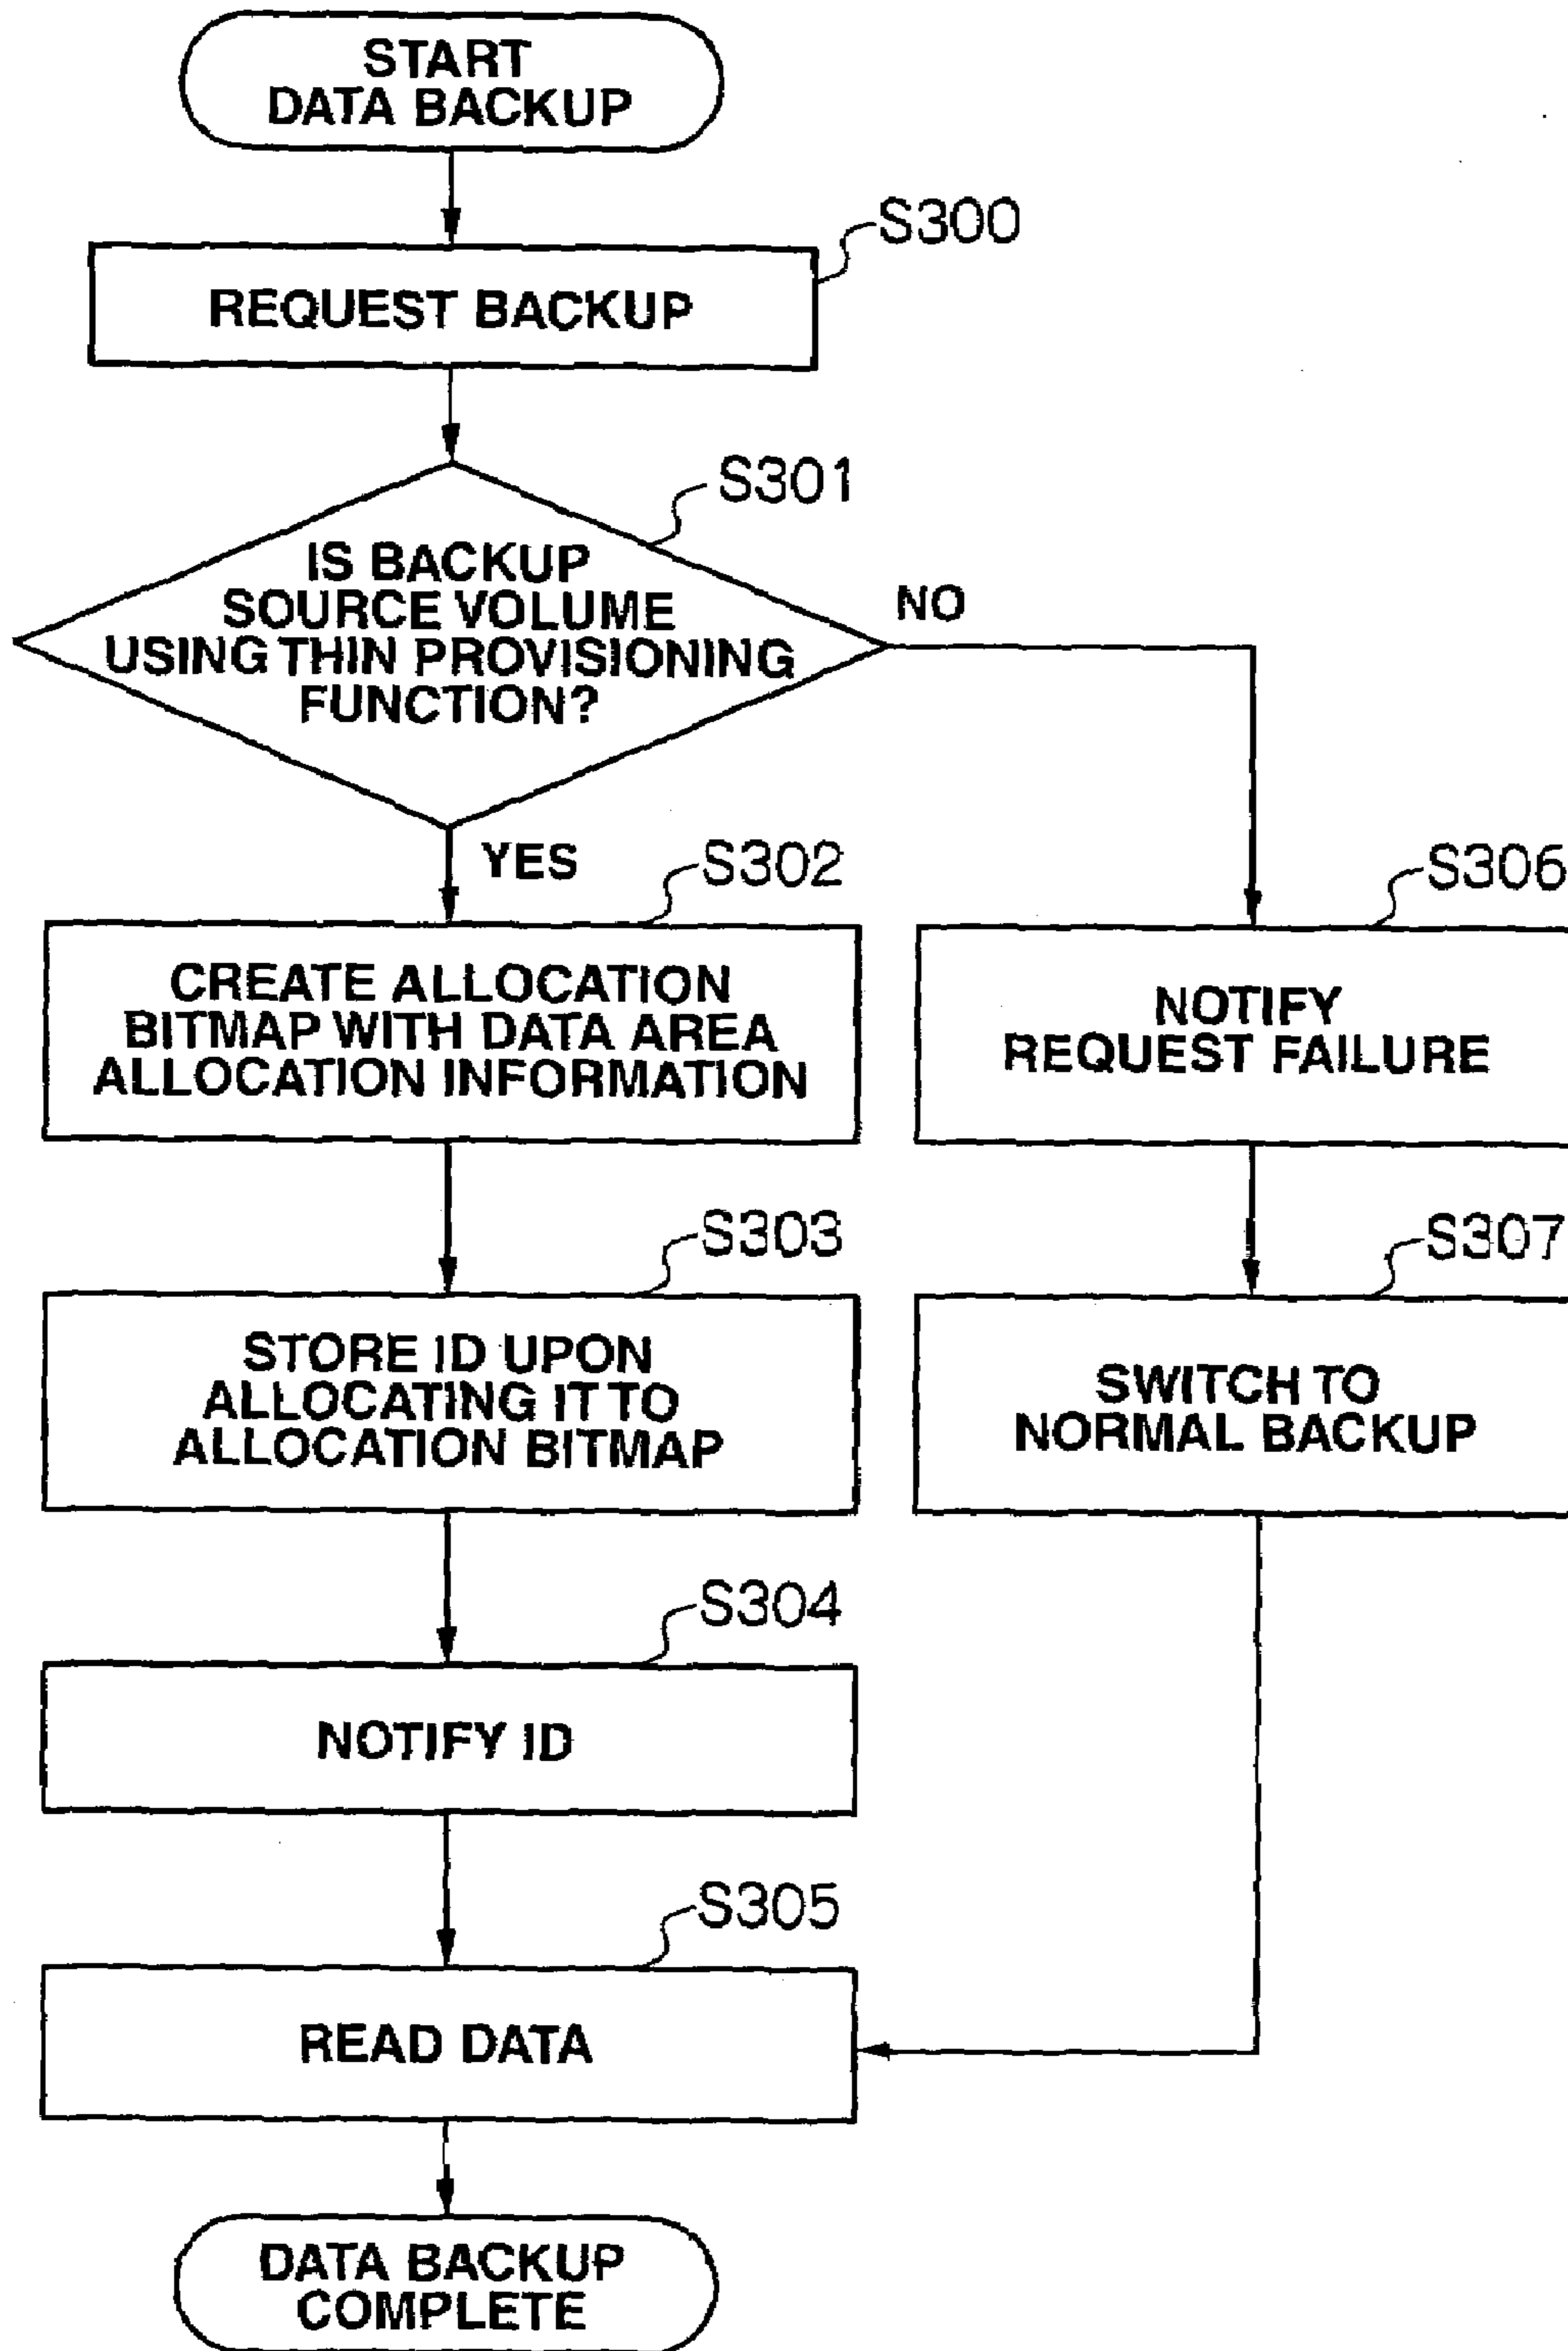 START
DATA BACKUP
S300
REQUEST BACKUP
S301
IS BACKUP
SOURCE VOLUME
USING THIN PROVISIONING
FUNCTION?
NO
YES
S302
CREATE ALLOCATION
BITMAP WITH DATA AREA
ALLOCATION INFORMATION
S306
NOTIFY
REQUEST FAILURE
S303
STORE ID UPON
ALLOCATING IT TO
ALLOCATION BITMAP
S307
SWITCH TO
NORMAL BACKUP
S304
NOTIFY ID
S305
READ DATA
DATA BACKUP
COMPLETE